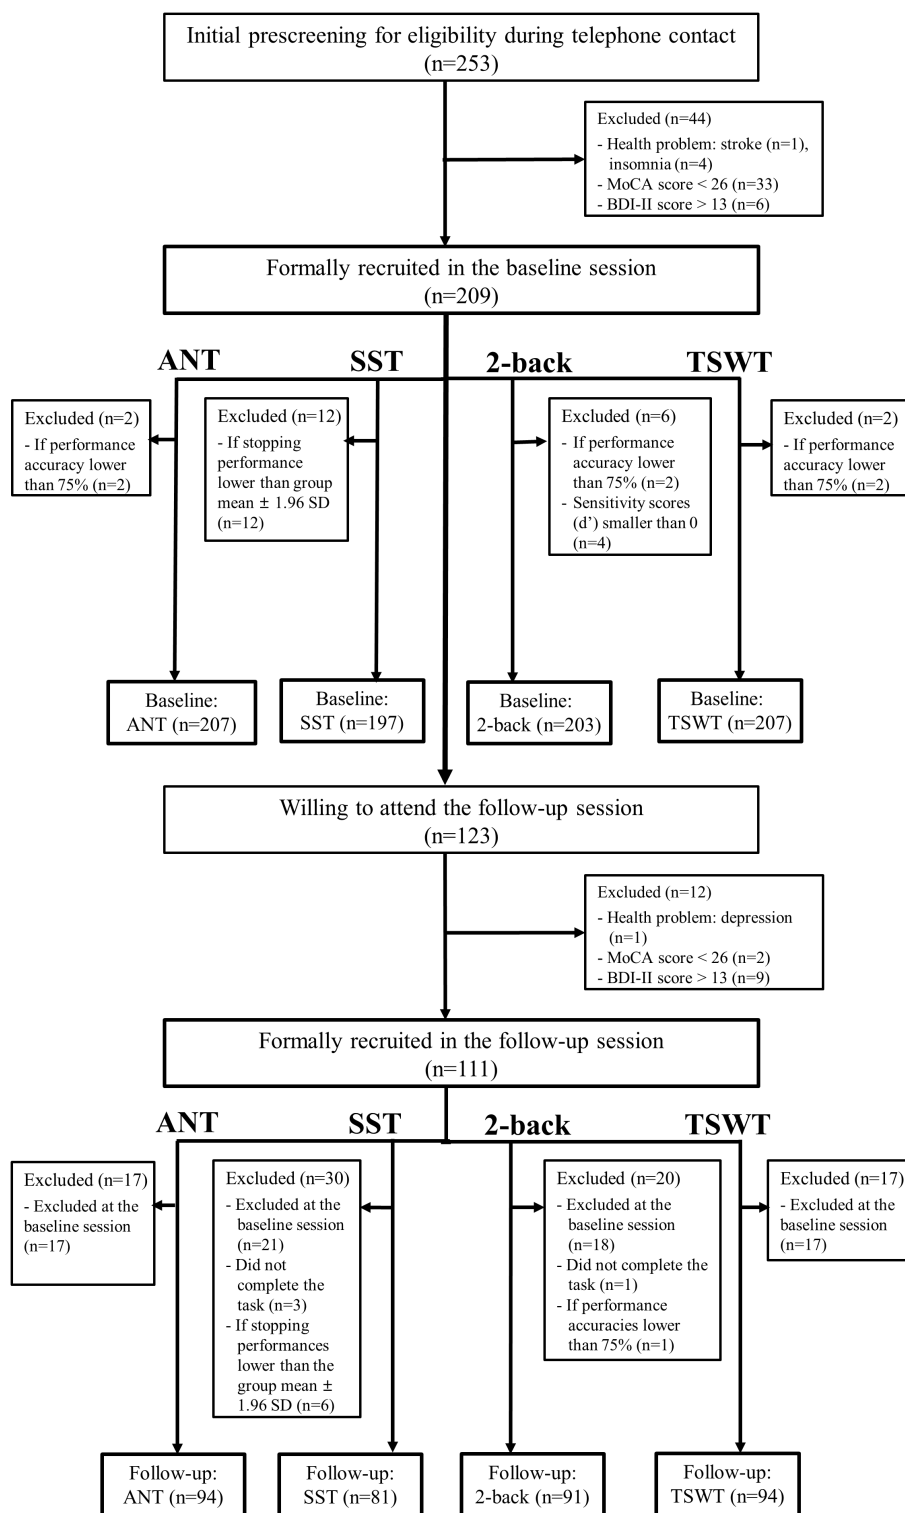 Initial prescreening for eligibility during telephone contact
(n=253)
Excluded (n=44)
- Health problem: stroke (n=1),
insomnia (n=4)
- MoCA score < 26 (n=33)
- BDI-II score > 13 (n=6)
Formally recruited in the baseline session
(n=209)
ANT
SST
2-back
TSWT
Excluded (n=2)
- If performance
accuracy lower
than 75% (n=2)
Excluded (n=12)
- If stopping
performance
lower than group
mean ± 1.96 SD
(n=12)
Excluded (n=6)
- If performance
accuracy lower
than 75% (n=2)
- Sensitivity scores
(d’) smaller than 0
(n=4)
Excluded (n=2)
- If performance
accuracy lower
than 75% (n=2)
Baseline:
ANT (n=207)
Baseline:
SST (n=197)
Baseline:
2-back (n=203)
Baseline:
TSWT (n=207)
Willing to attend the follow-up session
(n=123)
Excluded (n=12)
- Health problem: depression
(n=1)
- MoCA score < 26 (n=2)
- BDI-II score > 13 (n=9)
Formally recruited in the follow-up session
(n=111)
ANT
SST
2-back
TSWT
Excluded (n=17)
- Excluded at the
baseline session
(n=17)
Excluded (n=30)
- Excluded at the
baseline session
(n=21)
- Did not
complete the
task (n=3)
- If stopping
performances
lower than the
group mean ±
1.96 SD (n=6)
Excluded (n=20)
- Excluded at the
baseline session
(n=18)
- Did not complete the
task (n=1)
- If performance
accuracies lower
than 75% (n=1)
Excluded (n=17)
- Excluded at the
baseline session
(n=17)
Follow-up:
ANT (n=94)
Follow-up:
SST (n=81)
Follow-up:
2-back (n=91)
Follow-up:
TSWT (n=94)